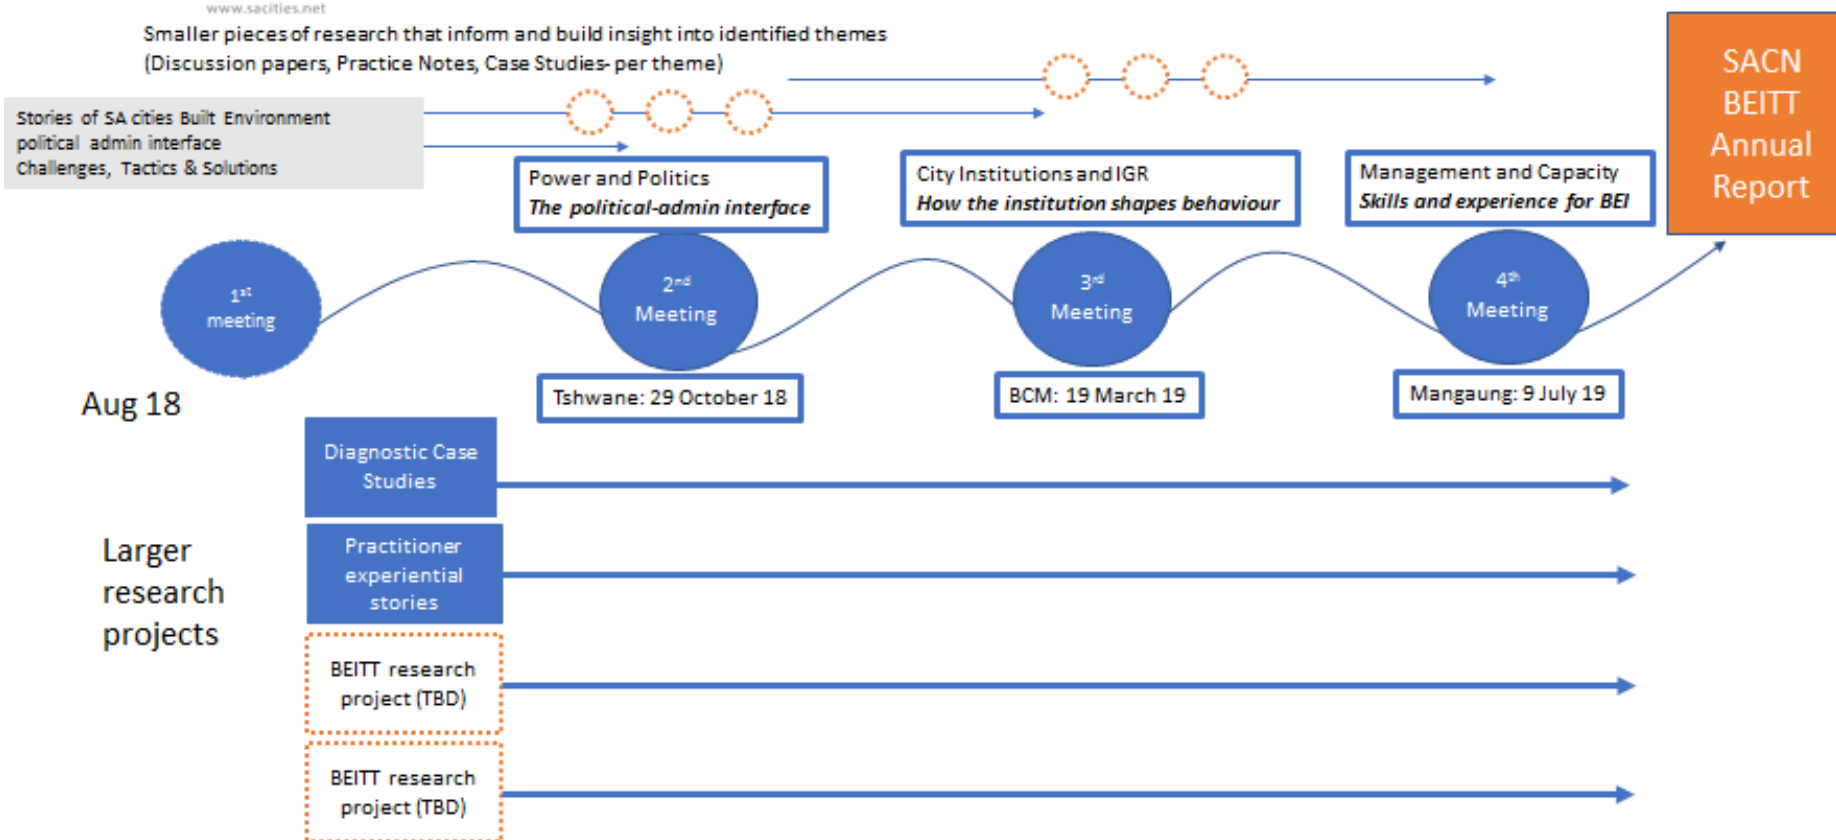 www.sacities.net
Smaller pieces of research that inform and build insight into identified themes
(Discussion papers, Practice Notes, Case Studies- per theme)
SACN
BEITT
Annual
Report
Stories of SA cities Built Environment
political admin interface
Challenges, Tactics & Solutions
Power and Politics
The political-admin interface
City Institutions and IGR
How the institution shapes behaviour
Management and Capacity
Skills and experience for BEI
1st
meeting
2nd
Meeting
3rd
Meeting
4th
Meeting
Aug 18
Tshwane: 29 October 18
BCM: 19 March 19
Mangaung: 9 July 19
Larger
research
projects
Diagnostic Case
Studies
Practitioner
experiential
stories
BEITT research
project (TBD)
BEITT research
project (TBD)